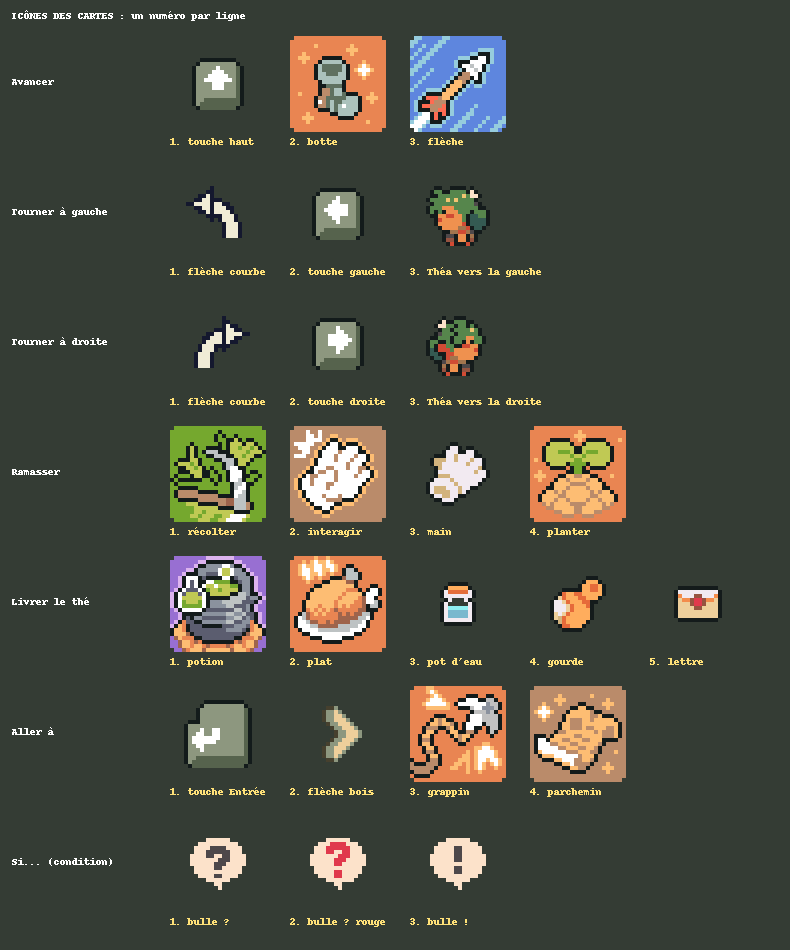 ICÔNES DES CARTES : un numéro par ligne
Avancer
1. touche haut
2. botte
3. flèche
Tourner à gauche
1. flèche courbe
2. touche gauche
3. Théa vers la gauche
Tourner à droite
1. flèche courbe
2. touche droite
3. Théa vers la droite
Ramasser
1. récolter
2. interagir
3. main
4. planter
Livrer le thé
1. potion
2. plat
3. pot d'eau
4. gourde
5. lettre
Aller à
1. touche Entrée
2. flèche bois
3. grappin
4. parchemin
Si... (condition)
?
?
!
1. bulle ?
2. bulle ? rouge
3. bulle !